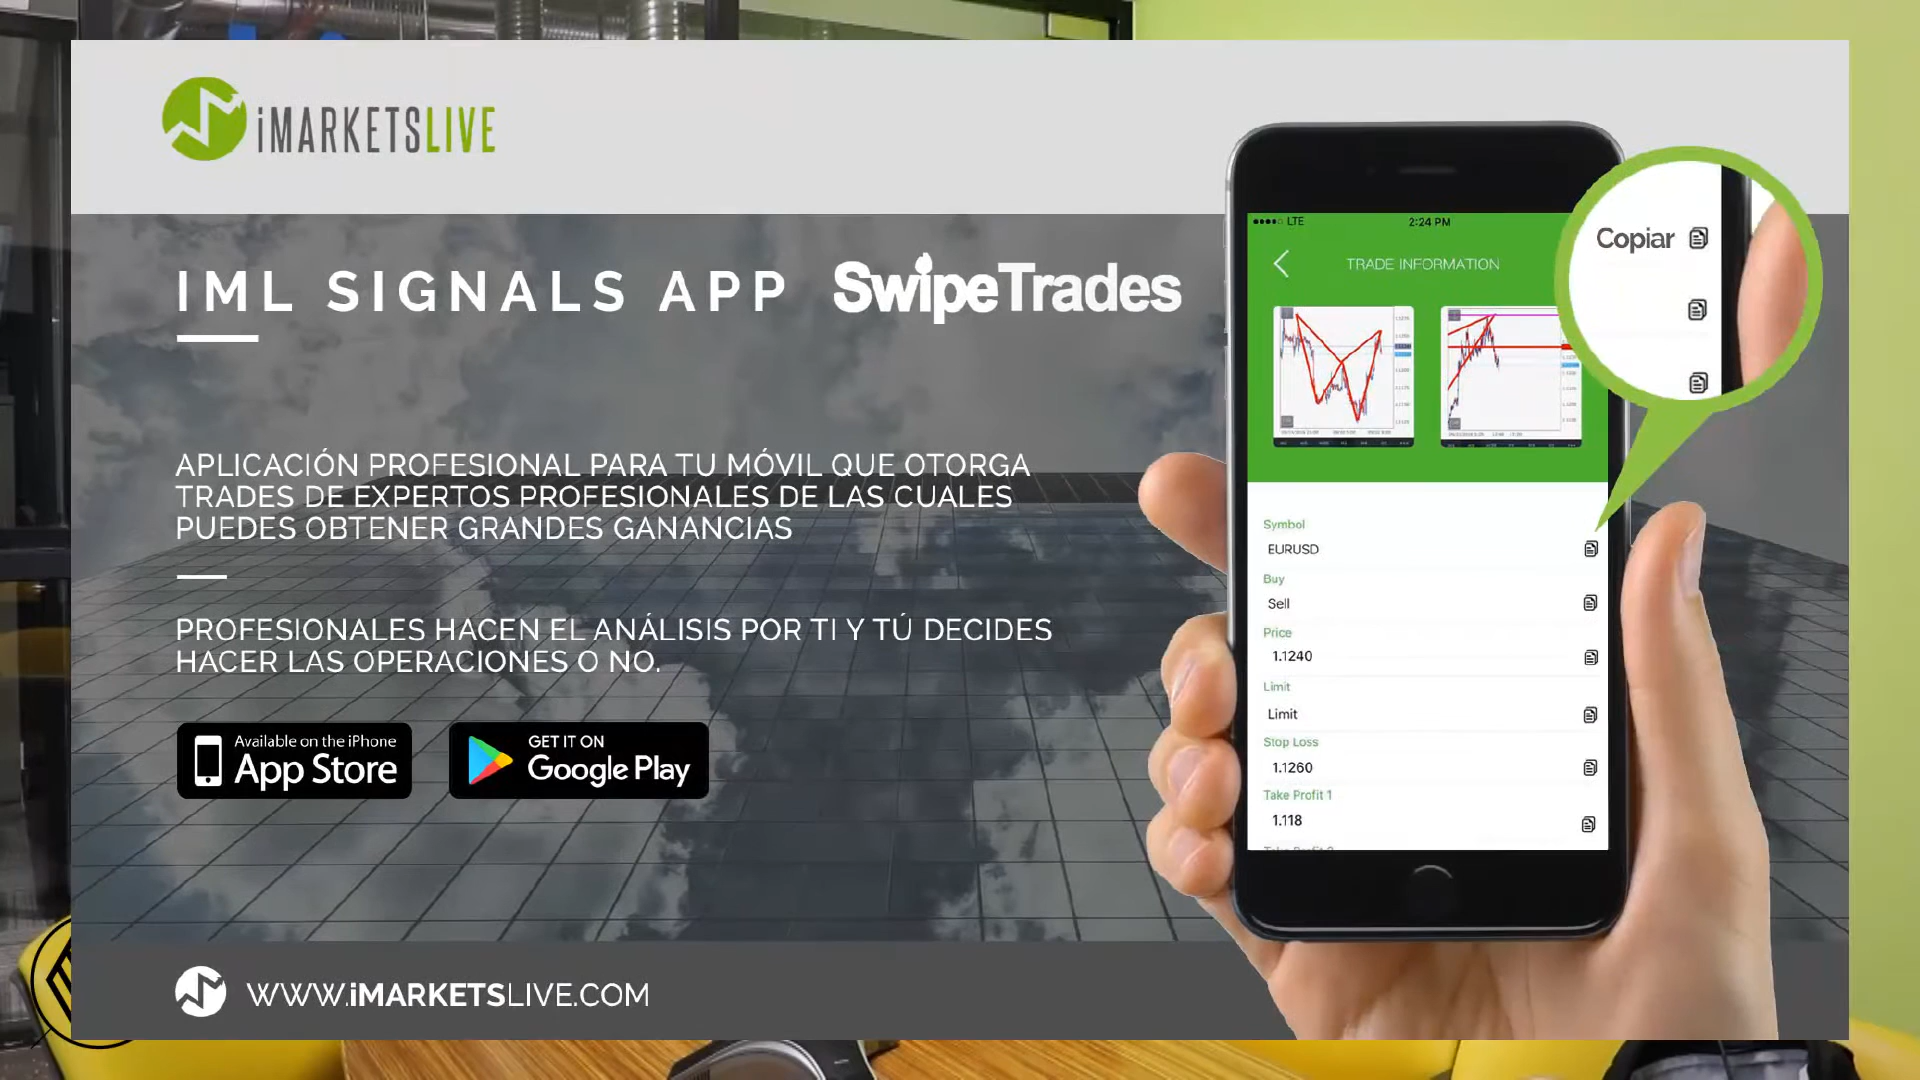 iMARKETSLIVE
IML SIGNALS APP SwipeTrades
APLICACIÓN PROFESIONAL PARA TU MÓVIL QUE OTORGA
TRADES DE EXPERTOS PROFESIONALES DE LAS CUALES
PUEDES OBTENER GRANDES GANANCIAS
PROFESIONALES HACEN EL ANÁLISIS POR TI Y TÚ DECIDES
HACER LAS OPERACIONES O NO.
Available on the iPhone
App Store
GET IT ON
Google Play
WWW.iMARKETSLIVE.COM
LTE 2:24 PM
TRADE INFORMATION
Copiar
Symbol
EURUSD
Buy
Sell
Price
1.1240
Limit
Limit
Stop Loss
1.1260
Take Profit 1
1.118